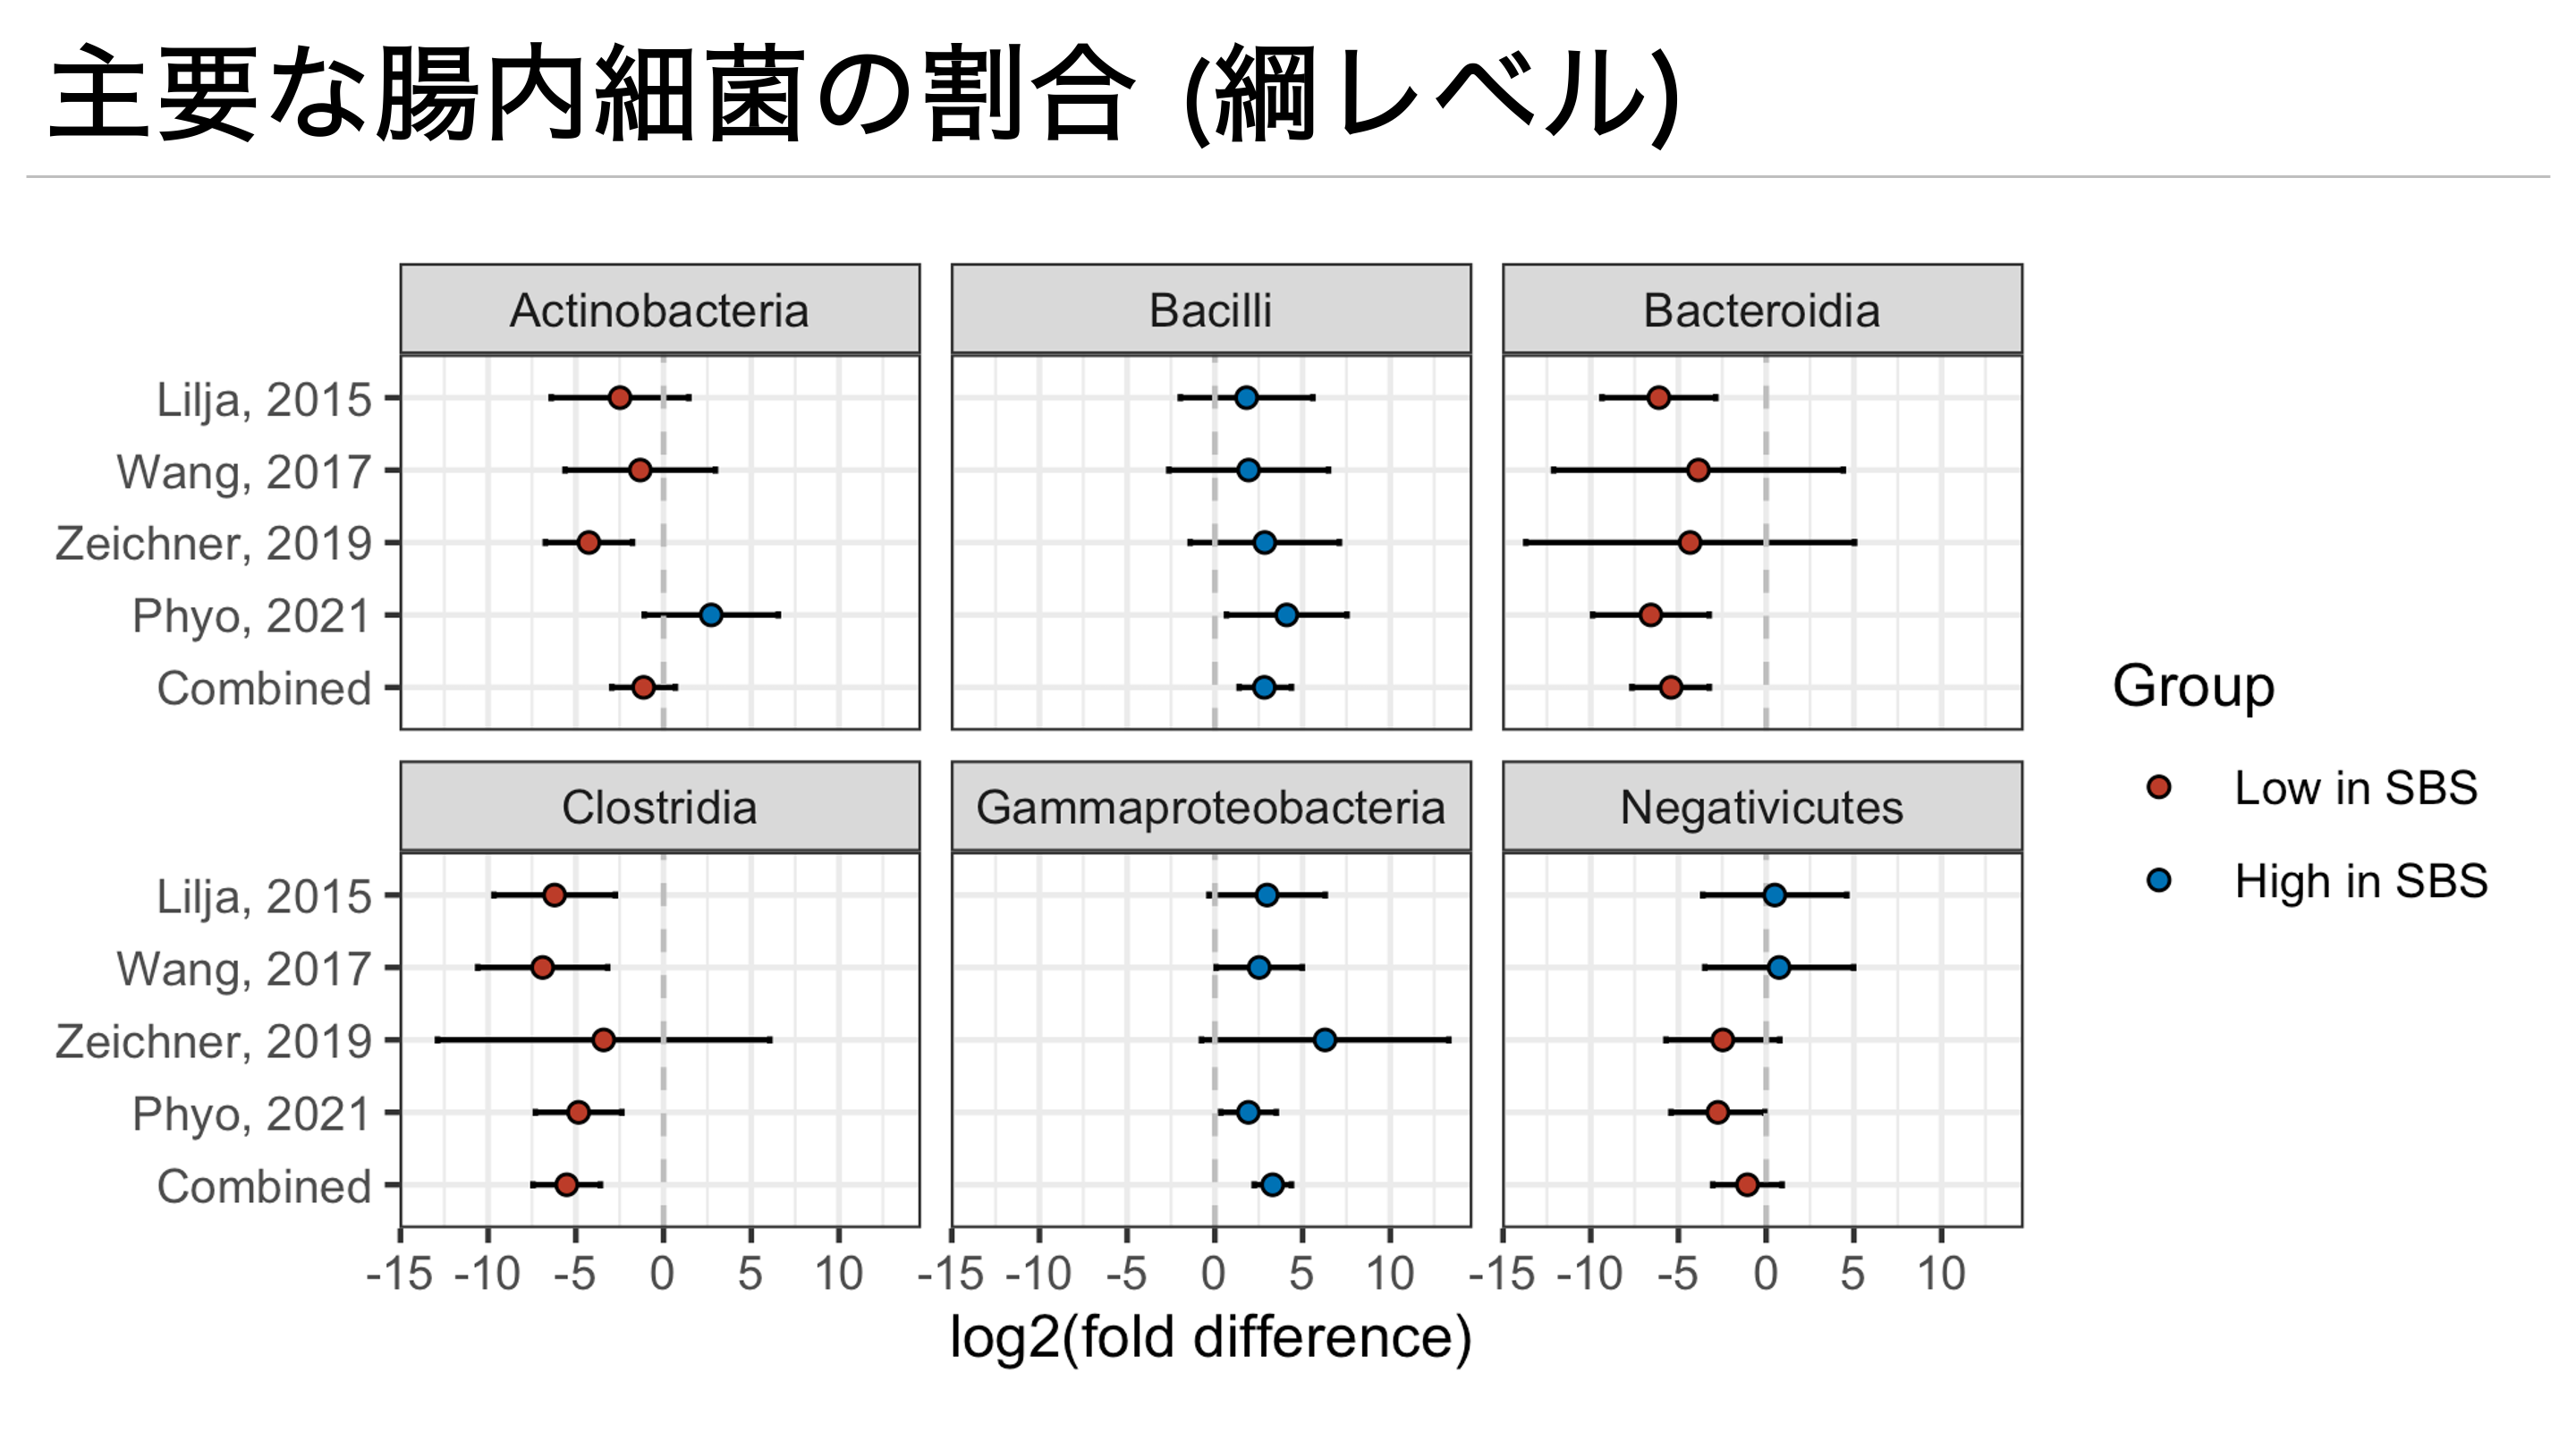 主要な腸内細菌の割合 (綱レベル)
Actinobacteria
Bacilli
Bacteroidia
Lilja, 2015
Wang, 2017
Zeichner, 2019
Phyo, 2021
Combined
Clostridia
Gammaproteobacteria
Negativicutes
Lilja, 2015
Wang, 2017
Zeichner, 2019
Phyo, 2021
Combined
-15 -10 -5 0 5 10
-15 -10 -5 0 5 10
-15 -10 -5 0 5 10
log2(fold difference)
Group
Low in SBS
High in SBS